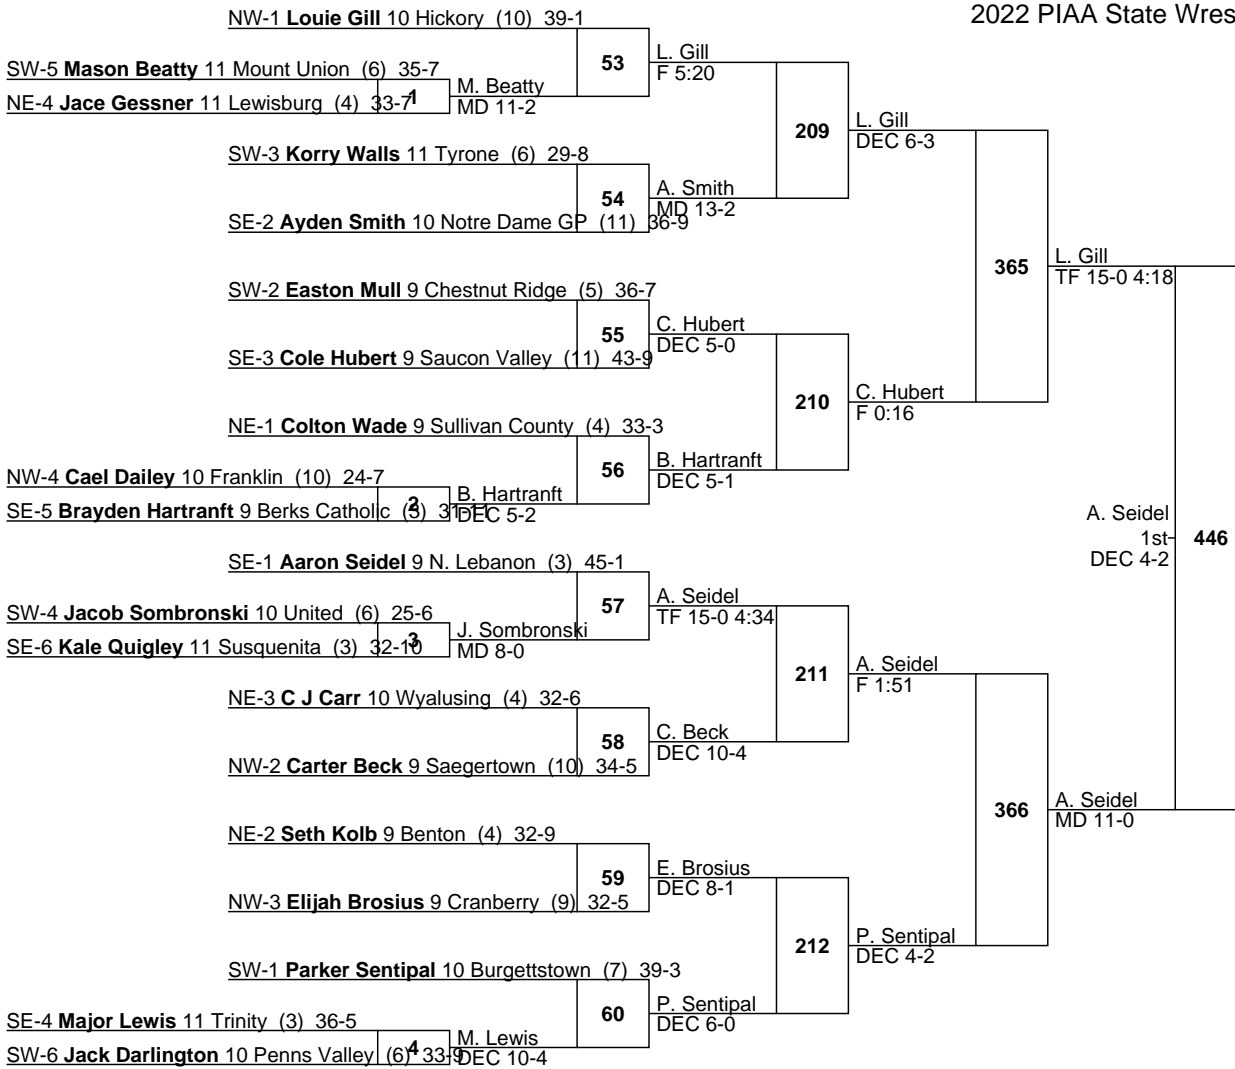 2022 PIAA State Wres
NW-1 Louie Gill 10 Hickory (10) 39-1
53
L. Gill
F 5:20
SW-5 Mason Beatty 11 Mount Union (6) 35-7
1
M. Beatty
MD 11-2
NE-4 Jace Gessner 11 Lewisburg (4) 33-7
209
L. Gill
DEC 6-3
SW-3 Korry Walls 11 Tyrone (6) 29-8
54
A. Smith
MD 13-2
SE-2 Ayden Smith 10 Notre Dame GP (11) 36-9
365
L. Gill
TF 15-0 4:18
SW-2 Easton Mull 9 Chestnut Ridge (5) 36-7
55
C. Hubert
DEC 5-0
SE-3 Cole Hubert 9 Saucon Valley (11) 43-9
210
C. Hubert
F 0:16
NE-1 Colton Wade 9 Sullivan County (4) 33-3
56
B. Hartranft
DEC 5-1
NW-4 Cael Dailey 10 Franklin (10) 24-7
2
B. Hartranft
DEC 5-2
SE-5 Brayden Hartranft 9 Berks Catholic (3) 31-11
A. Seidel
1st
DEC 4-2
446
SE-1 Aaron Seidel 9 N. Lebanon (3) 45-1
57
A. Seidel
TF 15-0 4:34
SW-4 Jacob Sombronski 10 United (6) 25-6
3
J. Sombronski
MD 8-0
SE-6 Kale Quigley 11 Susquenita (3) 32-10
211
A. Seidel
F 1:51
NE-3 C J Carr 10 Wyalusing (4) 32-6
58
C. Beck
DEC 10-4
NW-2 Carter Beck 9 Saegertown (10) 34-5
366
A. Seidel
MD 11-0
NE-2 Seth Kolb 9 Benton (4) 32-9
59
E. Brosius
DEC 8-1
NW-3 Elijah Brosius 9 Cranberry (9) 32-5
212
P. Sentipal
DEC 4-2
SW-1 Parker Sentipal 10 Burgettstown (7) 39-3
60
P. Sentipal
DEC 6-0
SE-4 Major Lewis 11 Trinity (3) 36-5
4
M. Lewis
DEC 10-4
SW-6 Jack Darlington 10 Penns Valley (6) 33-9